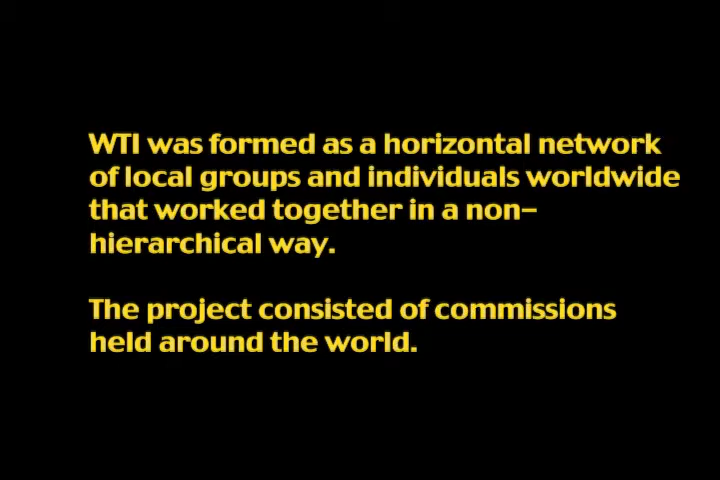 WTI was formed as a horizontal network
of local groups and individuals worldwide
that worked together in a non-
hierarchical way.
The project consisted of commissions
held around the world.